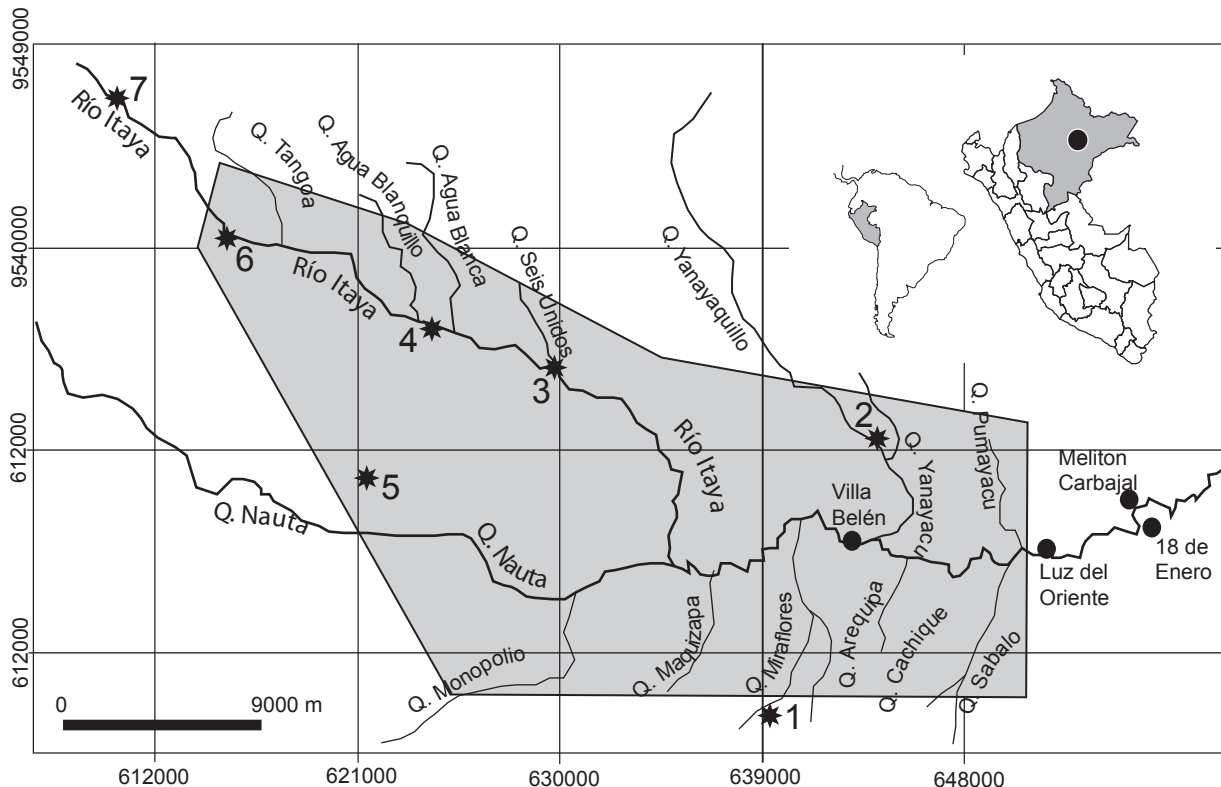 9549000
7
Río Itaya
Q. Tangoa
Q. Agua Blanquillo
Q. Agua Blanca
9540000
6
Río Itaya
Q. Seis Unidos
Q. Yanayaquillo
4
3
2
Q. Pumayacu
612000
5
Río Itaya
Q. Yanayacu
Villa
Belén
Meliton
Carbajal
Q. Nauta
Q. Nauta
Luz del
Oriente
18 de
Enero
612000
Q. Monopolio
Q. Maquizapa
Q. Miraflores
Q. Arequipa
Q. Cachique
Q. Sabalo
1
0
9000 m
612000
621000
630000
639000
648000